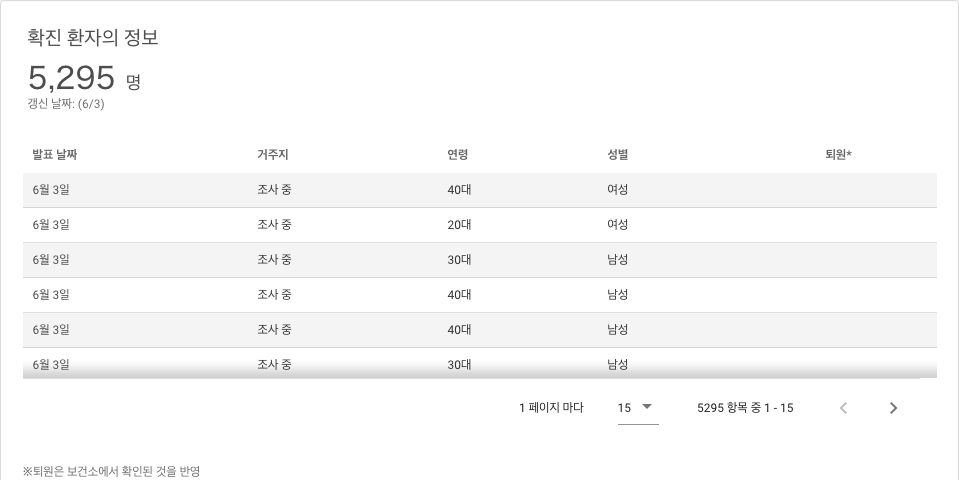 확진 환자의 정보
5,295 명
갱신 날짜: (6/3)
발표 날짜 거주지 연령 성별 퇴원*
6월 3일 조사 중 40대 여성
6월 3일 조사 중 20대 여성
6월 3일 조사 중 30대 남성
6월 3일 조사 중 40대 남성
6월 3일 조사 중 40대 남성
6월 3일 조사 중 30대 남성
1 페이지 마다 15 5295 항목 중 1 - 15
※퇴원은 보건소에서 확인된 것을 반영